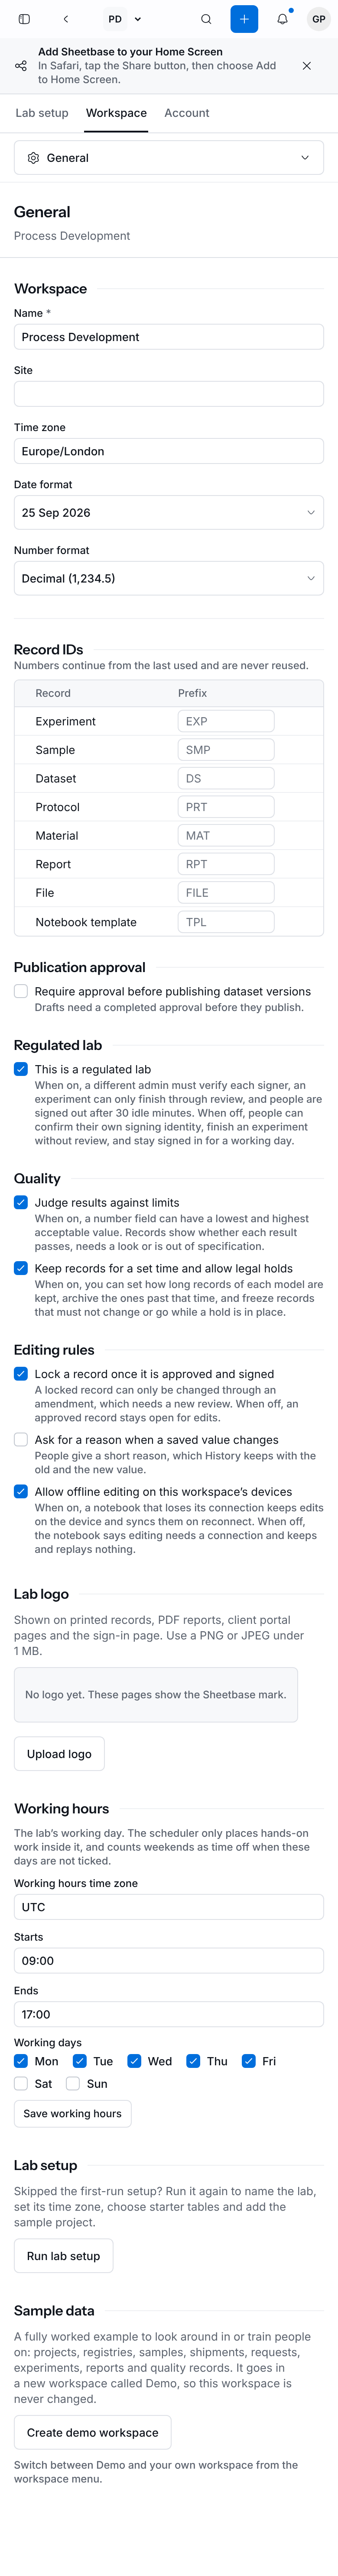 PD
GP
Add Sheetbase to your Home Screen
In Safari, tap the Share button, then choose Add
to Home Screen.
Lab setup
Workspace
Account
General
General
Process Development
Workspace
Name *
Process Development
Site
Time zone
Europe/London
Date format
25 Sep 2026
Number format
Decimal (1,234.5)
Record IDs
Numbers continue from the last used and are never reused.
Record Prefix
Experiment EXP
Sample SMP
Dataset DS
Protocol PRT
Material MAT
Report RPT
File FILE
Notebook template TPL
Publication approval
Require approval before publishing dataset versions
Drafts need a completed approval before they publish.
Regulated lab
This is a regulated lab
When on, a different admin must verify each signer, an
experiment can only finish through review, and people are
signed out after 30 idle minutes. When off, people can
confirm their own signing identity, finish an experiment
without review, and stay signed in for a working day.
Quality
Judge results against limits
When on, a number field can have a lowest and highest
acceptable value. Records show whether each result
passes, needs a look or is out of specification.
Keep records for a set time and allow legal holds
When on, you can set how long records of each model are
kept, archive the ones past that time, and freeze records
that must not change or go while a hold is in place.
Editing rules
Lock a record once it is approved and signed
A locked record can only be changed through an
amendment, which needs a new review. When off, an
approved record stays open for edits.
Ask for a reason when a saved value changes
People give a short reason, which History keeps with the
old and the new value.
Allow offline editing on this workspace's devices
When on, a notebook that loses its connection keeps edits
on the device and syncs them on reconnect. When off,
the notebook says editing needs a connection and keeps
and replays nothing.
Lab logo
Shown on printed records, PDF reports, client portal
pages and the sign-in page. Use a PNG or JPEG under
1 MB.
No logo yet. These pages show the Sheetbase mark.
Upload logo
Working hours
The lab's working day. The scheduler only places hands-on
work inside it, and counts weekends as time off when these
days are not ticked.
Working hours time zone
UTC
Starts
09:00
Ends
17:00
Working days
Mon Tue Wed Thu Fri
Sat Sun
Save working hours
Lab setup
Skipped the first-run setup? Run it again to name the lab,
set its time zone, choose starter tables and add the
sample project.
Run lab setup
Sample data
A fully worked example to look around in or train people
on: projects, registries, samples, shipments, requests,
experiments, reports and quality records. It goes in
a new workspace called Demo, so this workspace is
never changed.
Create demo workspace
Switch between Demo and your own workspace from the
workspace menu.